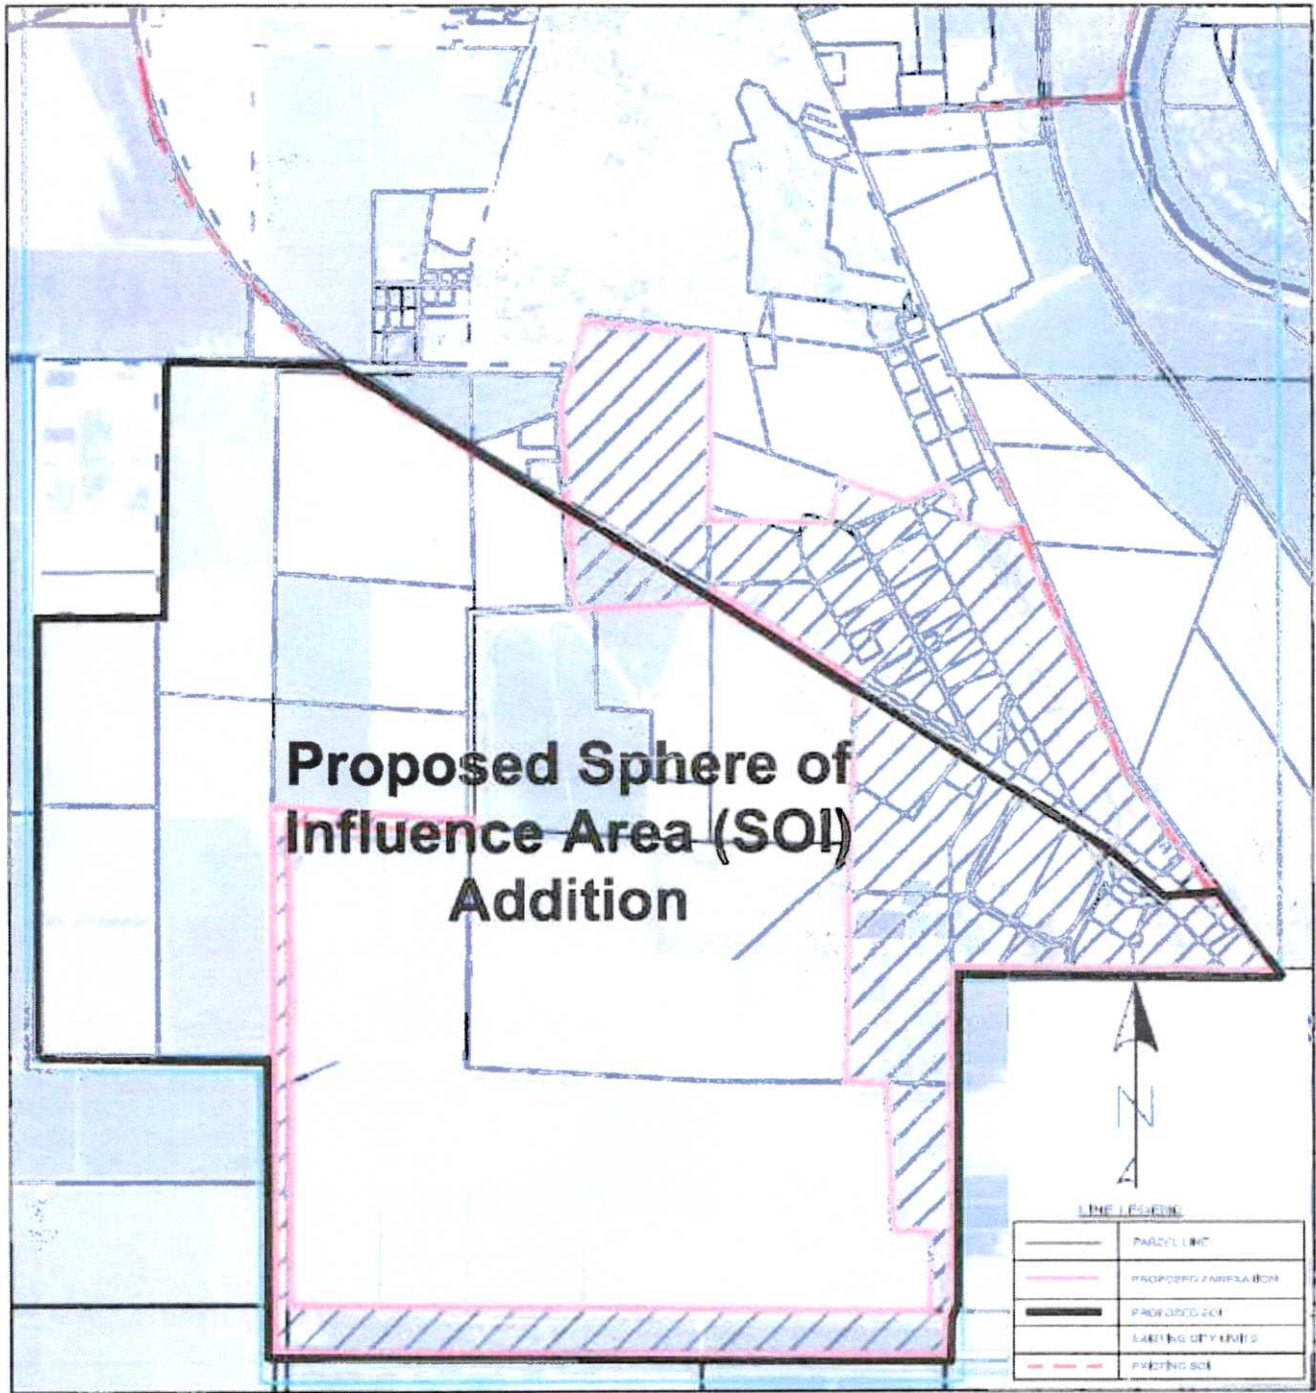 Proposed Sphere of
Influence Area (SOI)
Addition
N
LINE LEGEND
PARCEL LINE
PROPOSED ANNEXATION
PROPOSED SOI
EXISTING CITY LIMITS
EXISTING SOI